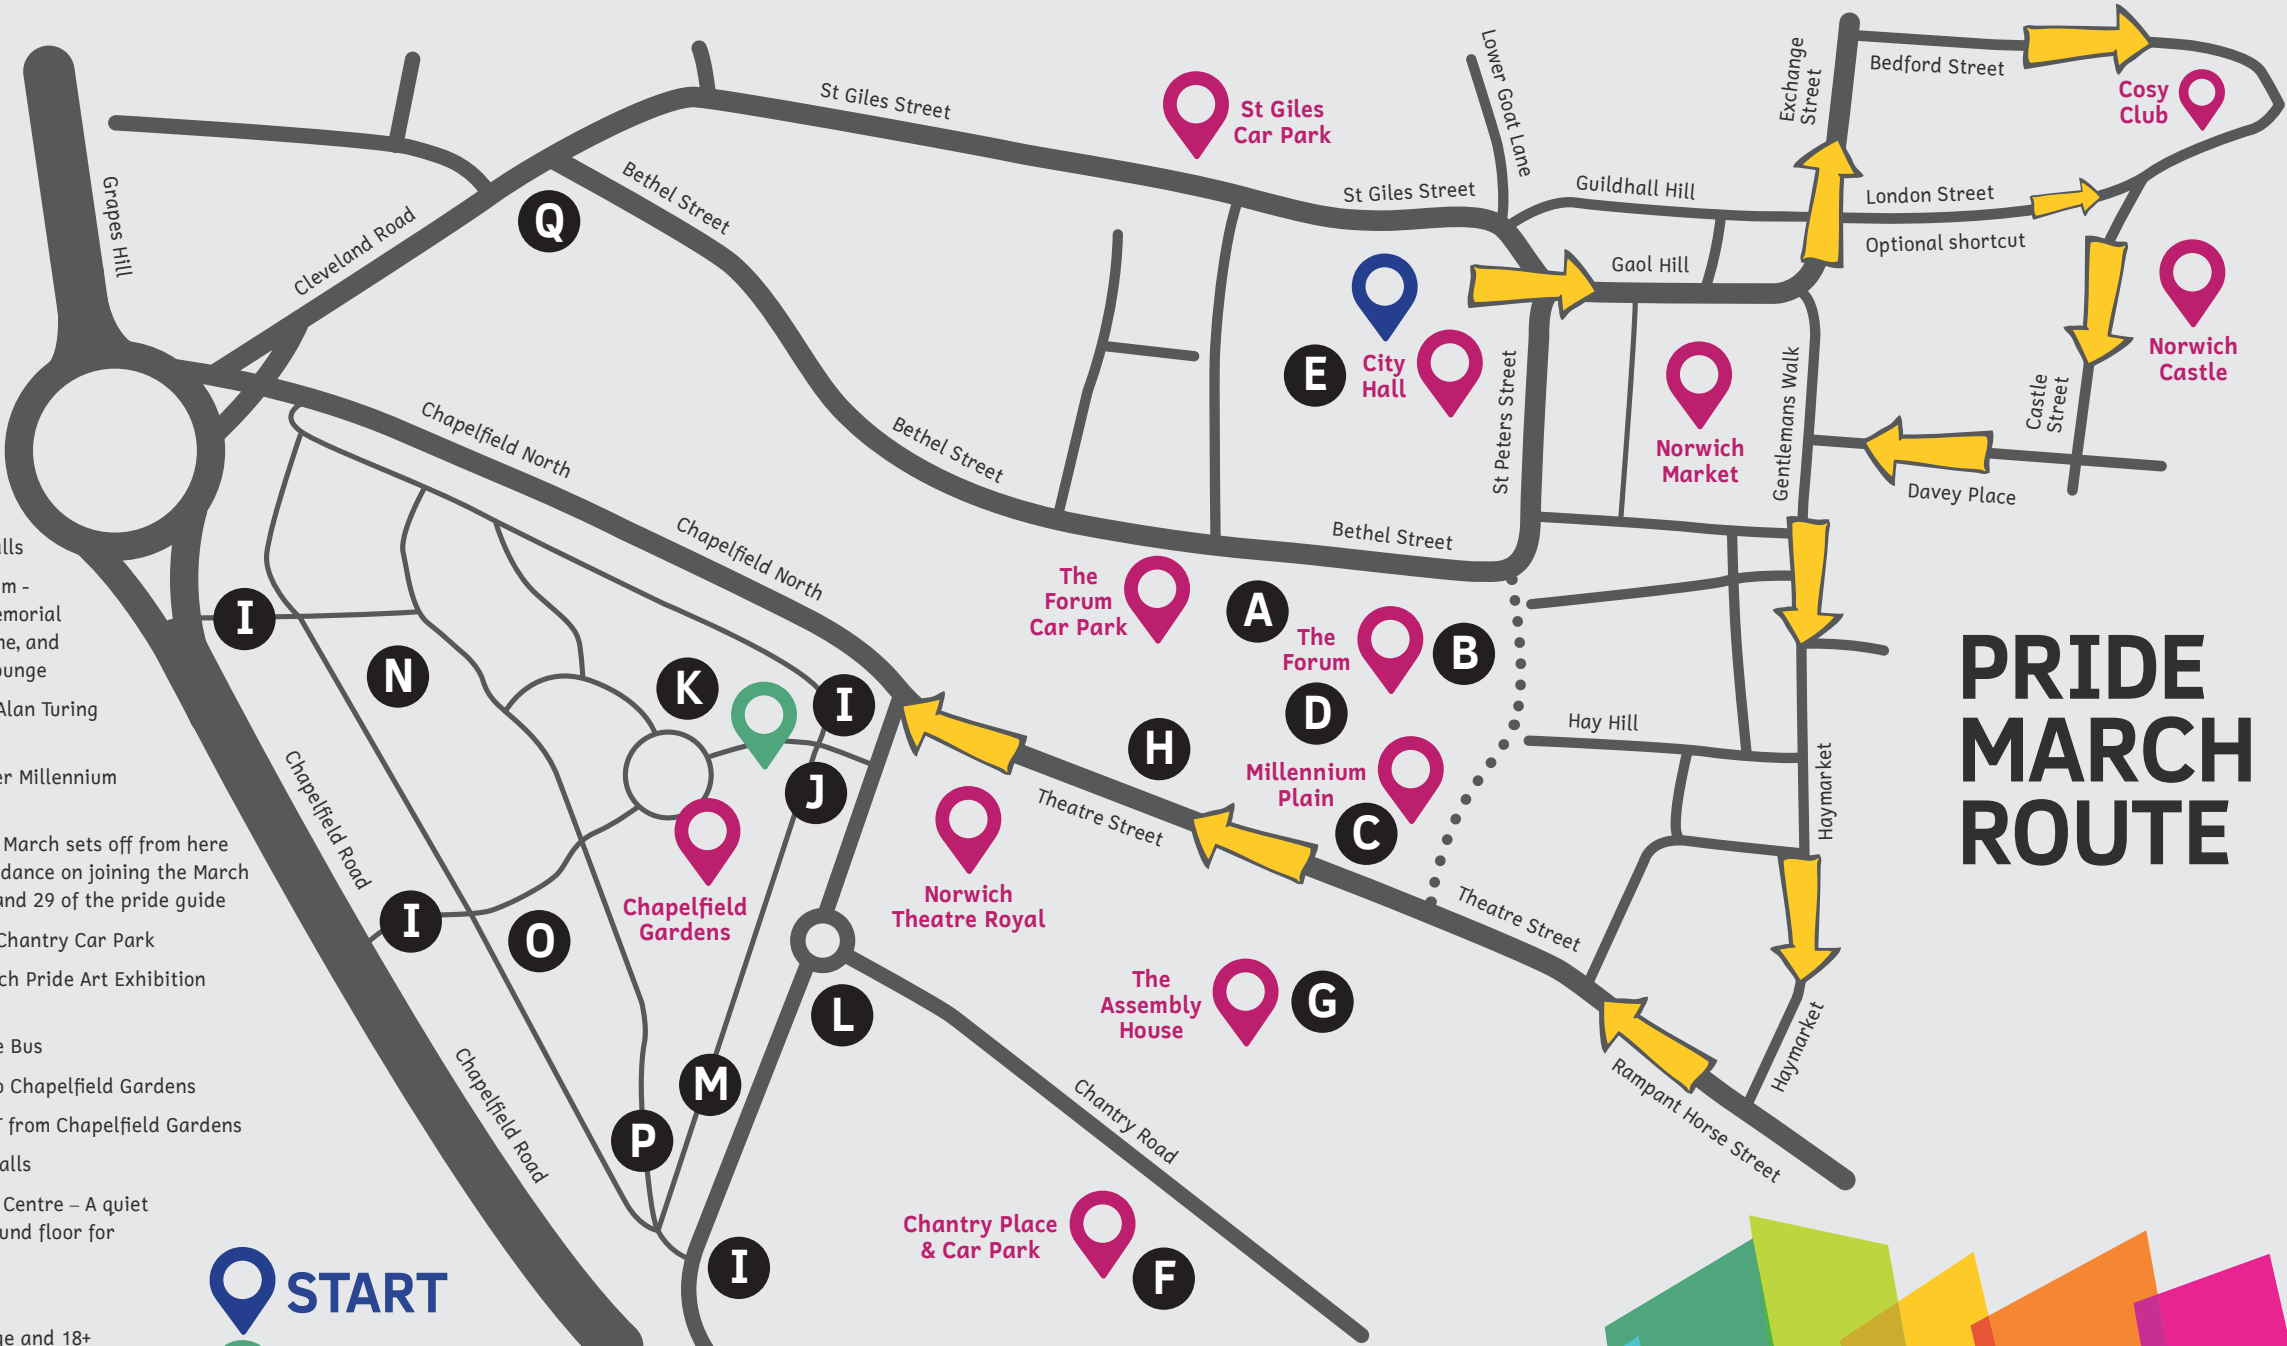 Grapes Hill
Cleveland Road
St Giles Street
Bethel Street
St Giles
Car Park
St Giles Street
Lower Goat Lane
Guildhall Hill
Gaol Hill
Exchange
Street
Bedford Street
Cosy
Club
London Street
Optional shortcut
Norwich
Castle
Castle
Street
Davey Place
Gentlemans Walk
Norwich
Market
St Peters Street
City
Hall
E
Q
Chapelfield North
Bethel Street
Chapelfield North
Bethel Street
The
Forum
Car Park
A
The
Forum
B
D
H
Millennium
Plain
C
Hay Hill
Haymarket
PRIDE
MARCH
ROUTE
I
N
K
I
J
Chapelfield
Gardens
Norwich
Theatre Royal
Theatre Street
Theatre Street
Chapelfield Road
I
O
L
The
Assembly
House
G
Haymarket
Rampant Horse Street
M
P
Chapelfield Road
Chantry Road
Chantry Place
& Car Park
F
I
alls
m -
emorial
ne, and
ounge
Alan Turing
er Millennium
March sets off from here
dance on joining the March
and 29 of the pride guide
Chantry Car Park
ch Pride Art Exhibition
e Bus
o Chapelfield Gardens
from Chapelfield Gardens
alls
Centre – A quiet
und floor for
START
ge and 18+